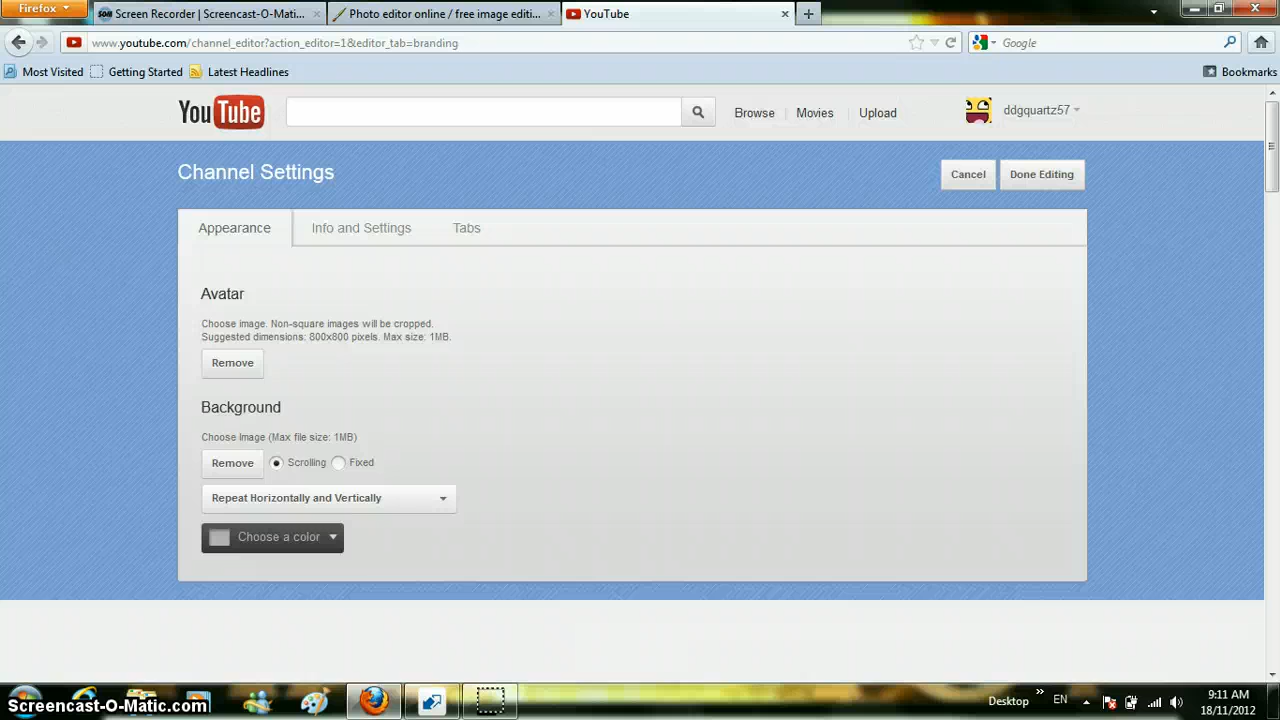 Firefox
Screen Recorder | Screencast-O-Mati...
Photo editor online / free image editi...
YouTube
www.youtube.com/channel_editor?action_editor=1&editor_tab=branding
Google
Most Visited
Getting Started
Latest Headlines
Bookmarks
YouTube
Browse
Movies
Upload
ddgquartz57
Channel Settings
Cancel
Done Editing
Appearance
Info and Settings
Tabs
Avatar
Choose image. Non-square images will be cropped.
Suggested dimensions: 800x800 pixels. Max size: 1MB.
Remove
Background
Choose Image (Max file size: 1MB)
Remove
Scrolling
Fixed
Repeat Horizontally and Vertically
Choose a color
Screencast-O-Matic.com
Desktop
EN
9:11 AM
18/11/2012